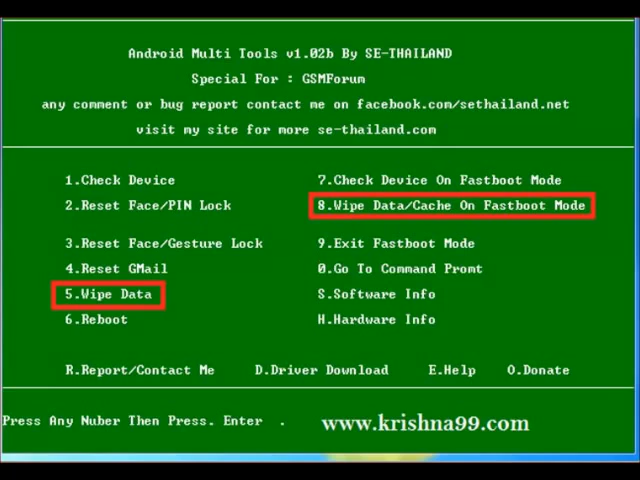 Android Multi Tools v1.02b By SE-THAILAND
Special For : GSMForum
any comment or bug report contact me on facebook.com/sethailand.net
visit my site for more se-thailand.com
1.Check Device 7.Check Device On Fastboot Mode
2.Reset Face/PIN Lock 8.Wipe Data/Cache On Fastboot Mode
3.Reset Face/Gesture Lock 9.Exit Fastboot Mode
4.Reset GMail 0.Go To Command Promt
5.Wipe Data S.Software Info
6.Reboot H.Hardware Info
R.Report/Contact Me D.Driver Download E.Help O.Donate
Press Any Nuber Then Press. Enter .
www.krishna99.com